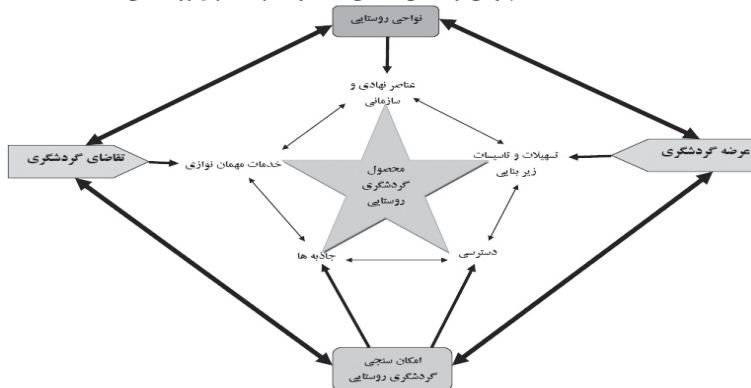 نواحی روستایی
عناصر نهادی و
سازمانی
عرضه گردشگری
تسهیلات و تاسیسات
زیر بنایی
محصول
گردشگری
روستایی
خدمات مهمان نوازی
تقاضای گردشگری
دسترسی
جاذبه ها
امکان سنجی
گردشگری روستایی